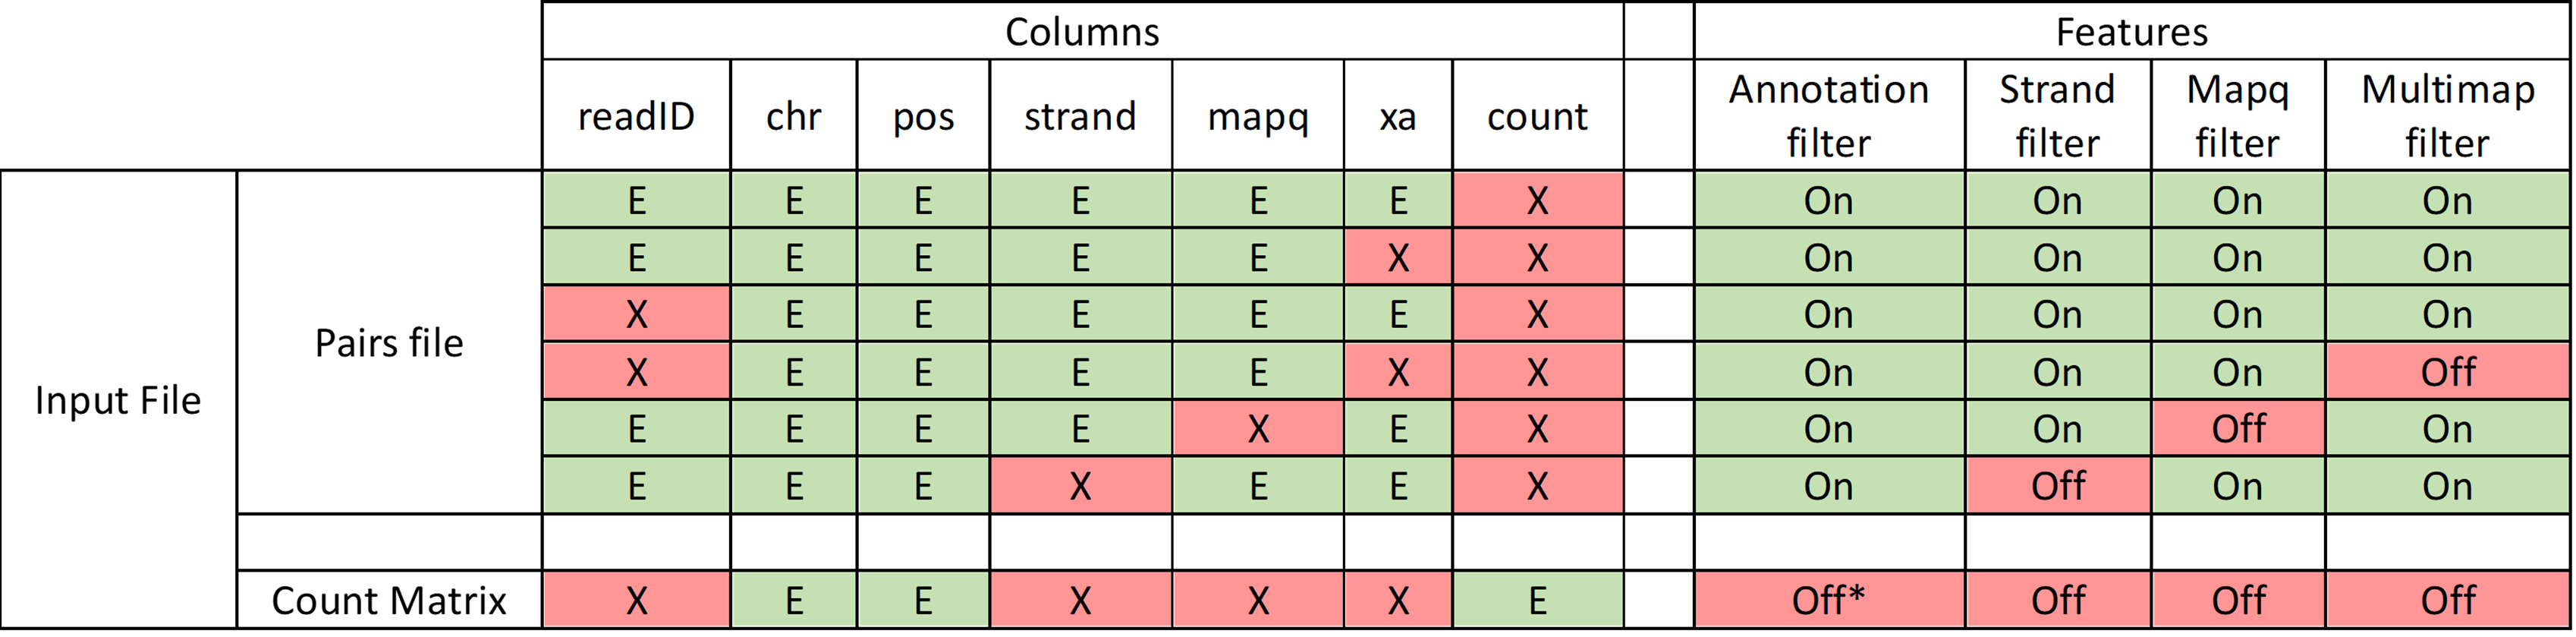 Columns Features
readID chr pos strand mapq xa count Annotation filter Strand filter Mapq filter Multimap filter
Input File
Pairs file
E E E E E E X On On On On
E E E E E X X On On On On
X E E E E E X On On On On
X E E E E X X On On On Off
E E E E X E X On On Off On
E E E X E E X On Off On On
Count Matrix X E E X X X E Off* Off Off Off